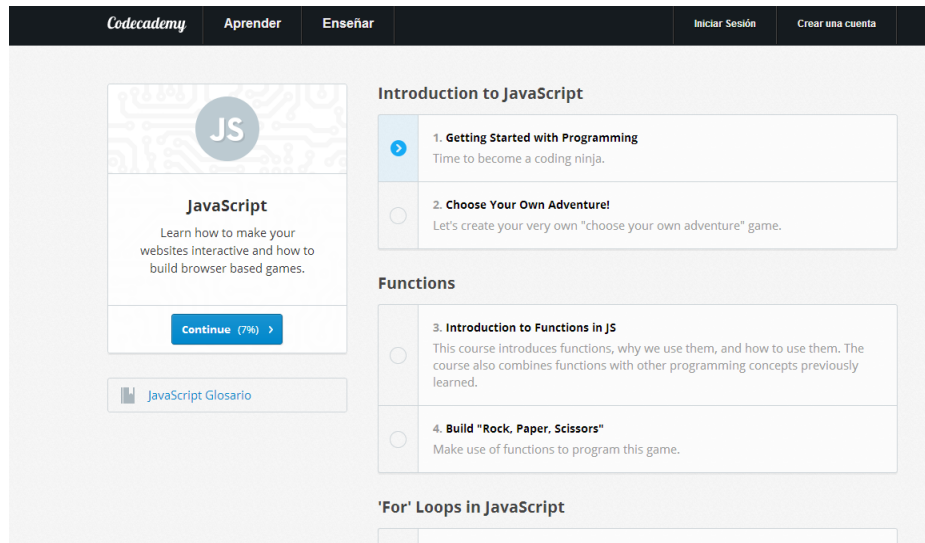 Codecademy Aprender Enseñar Iniciar Sesión Crear una cuenta
JS
JavaScript
Learn how to make your
websites interactive and how to
build browser based games.
Continue (7%) ›
JavaScript Glosario
Introduction to JavaScript
1. Getting Started with Programming
Time to become a coding ninja.
2. Choose Your Own Adventure!
Let's create your very own "choose your own adventure" game.
Functions
3. Introduction to Functions in JS
This course introduces functions, why we use them, and how to use them. The
course also combines functions with other programming concepts previously
learned.
4. Build "Rock, Paper, Scissors"
Make use of functions to program this game.
'For' Loops in JavaScript